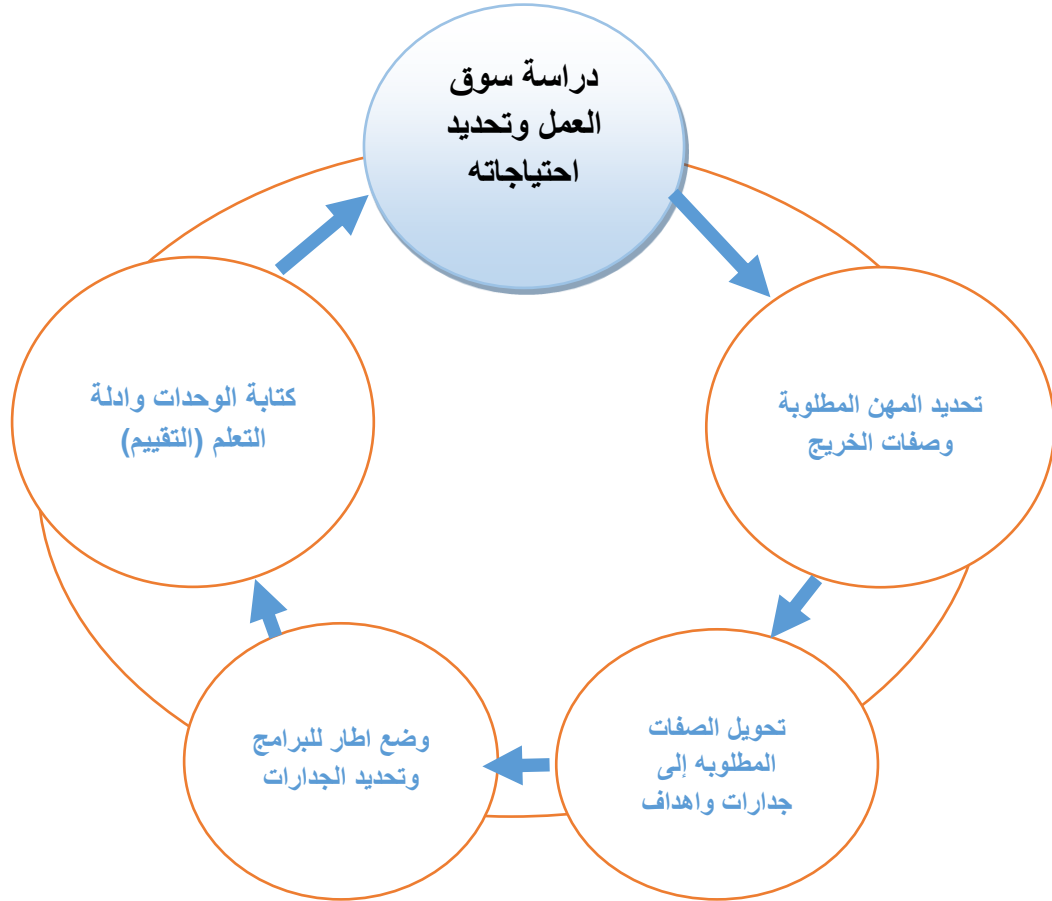 دراسة سوق
العمل وتحديد
احتياجاته
تحديد المهن المطلوبة
وصفات الخريج
تحويل الصفات
المطلوبه إلى
جدارات واهداف
وضع اطار للبرامج
وتحديد الجدارات
كتابة الوحدات وادلة
التعلم (التقييم)